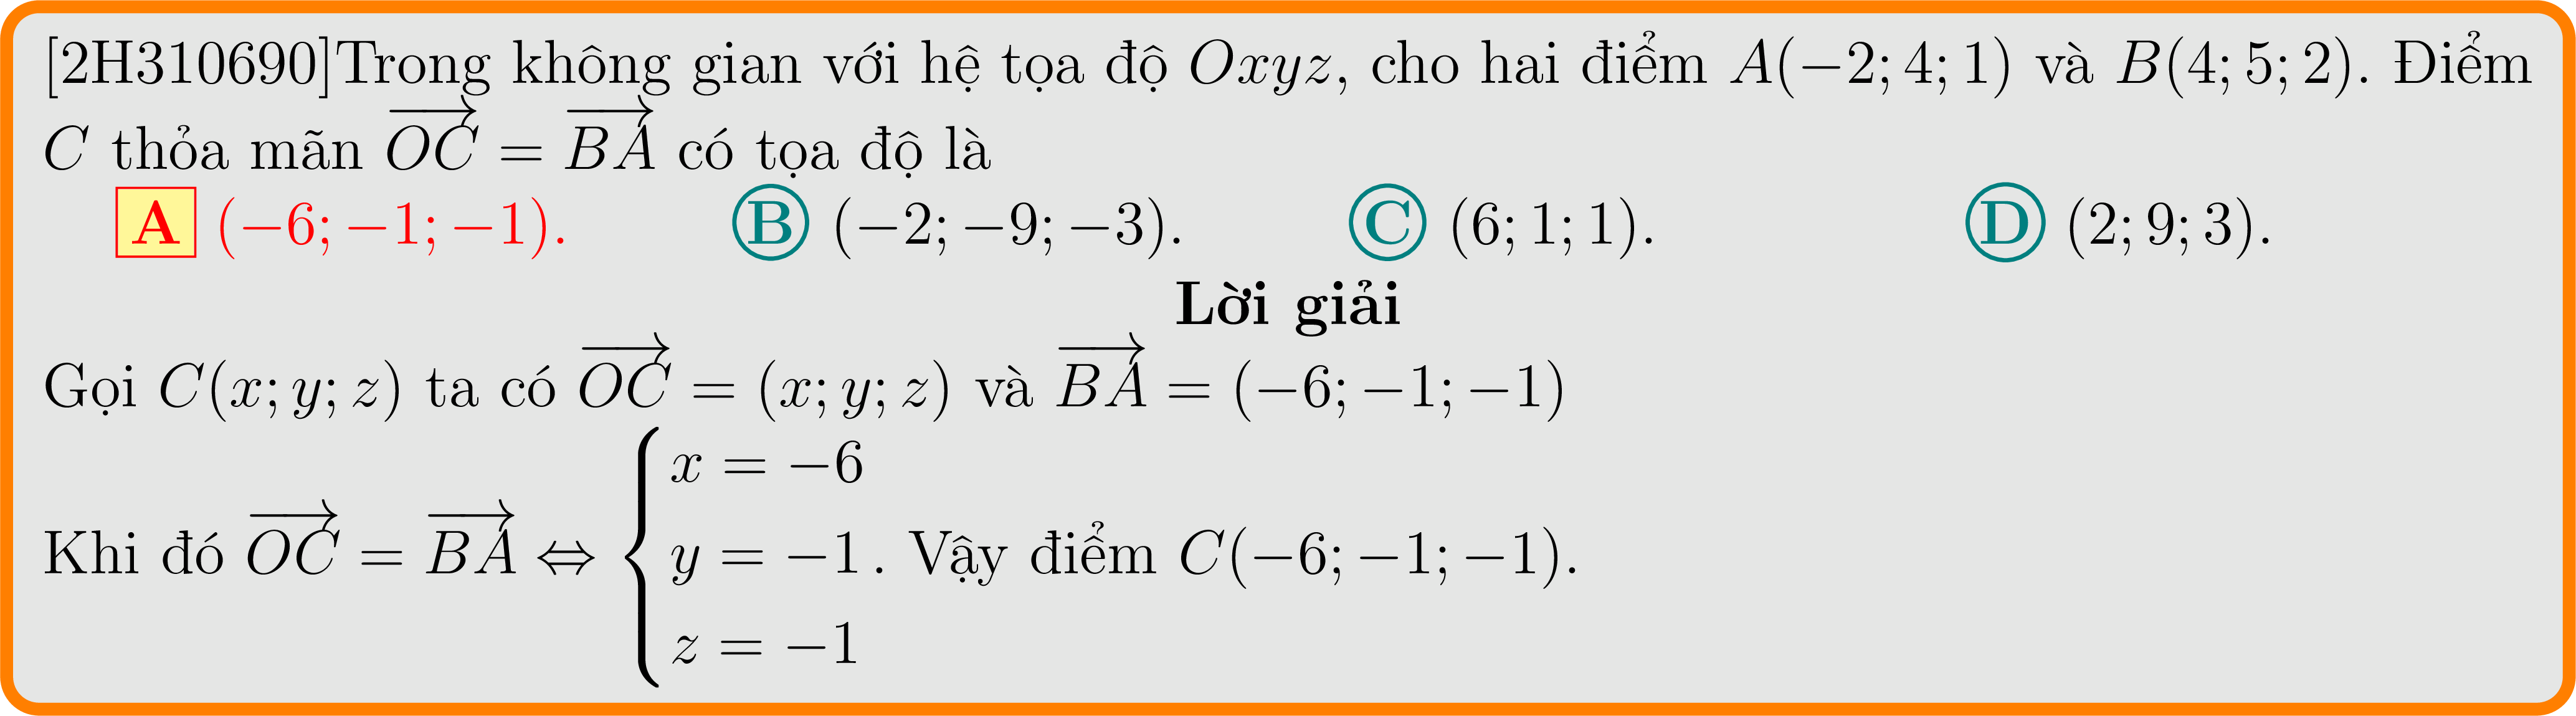 [2H310690]Trong không gian với hệ tọa độ $Oxyz$, cho hai điểm $A(-2; 4; 1)$ và $B(4; 5; 2)$. Điểm
$C$ thỏa mãn $\overrightarrow{OC} = \overrightarrow{BA}$ có tọa độ là
A $(-6; -1; -1)$. B $(-2; -9; -3)$. C $(6; 1; 1)$. D $(2; 9; 3)$.
Lời giải
Gọi $C(x; y; z)$ ta có $\overrightarrow{OC} = (x; y; z)$ và $\overrightarrow{BA} = (-6; -1; -1)$
Khi đó $\overrightarrow{OC} = \overrightarrow{BA} \Leftrightarrow \begin{cases} x = -6 \\ y = -1 \\ z = -1 \end{cases}$. Vậy điểm $C(-6; -1; -1)$.